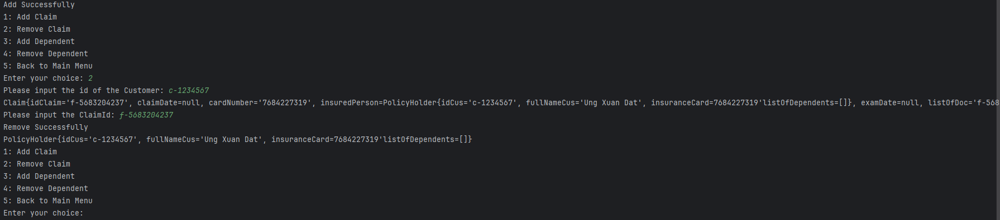 Add Successfully
1: Add Claim
2: Remove Claim
3: Add Dependent
4: Remove Dependent
5: Back to Main Menu
Enter your choice: 2
Please input the id of the Customer: c-1234567
Claim{idClaim='f-5683204237', claimDate=null, cardNumber='7684227319', insuredPerson=PolicyHolder{idCus='c-1234567', fullNameCus='Ung Xuan Dat', insuranceCard=7684227319'listOfDependents=[]}, examDate=null, listOfDoc='f-568
Please input the ClaimId: f-5683204237
Remove Successfully
PolicyHolder{idCus='c-1234567', fullNameCus='Ung Xuan Dat', insuranceCard=7684227319'listOfDependents=[]}
1: Add Claim
2: Remove Claim
3: Add Dependent
4: Remove Dependent
5: Back to Main Menu
Enter your choice: